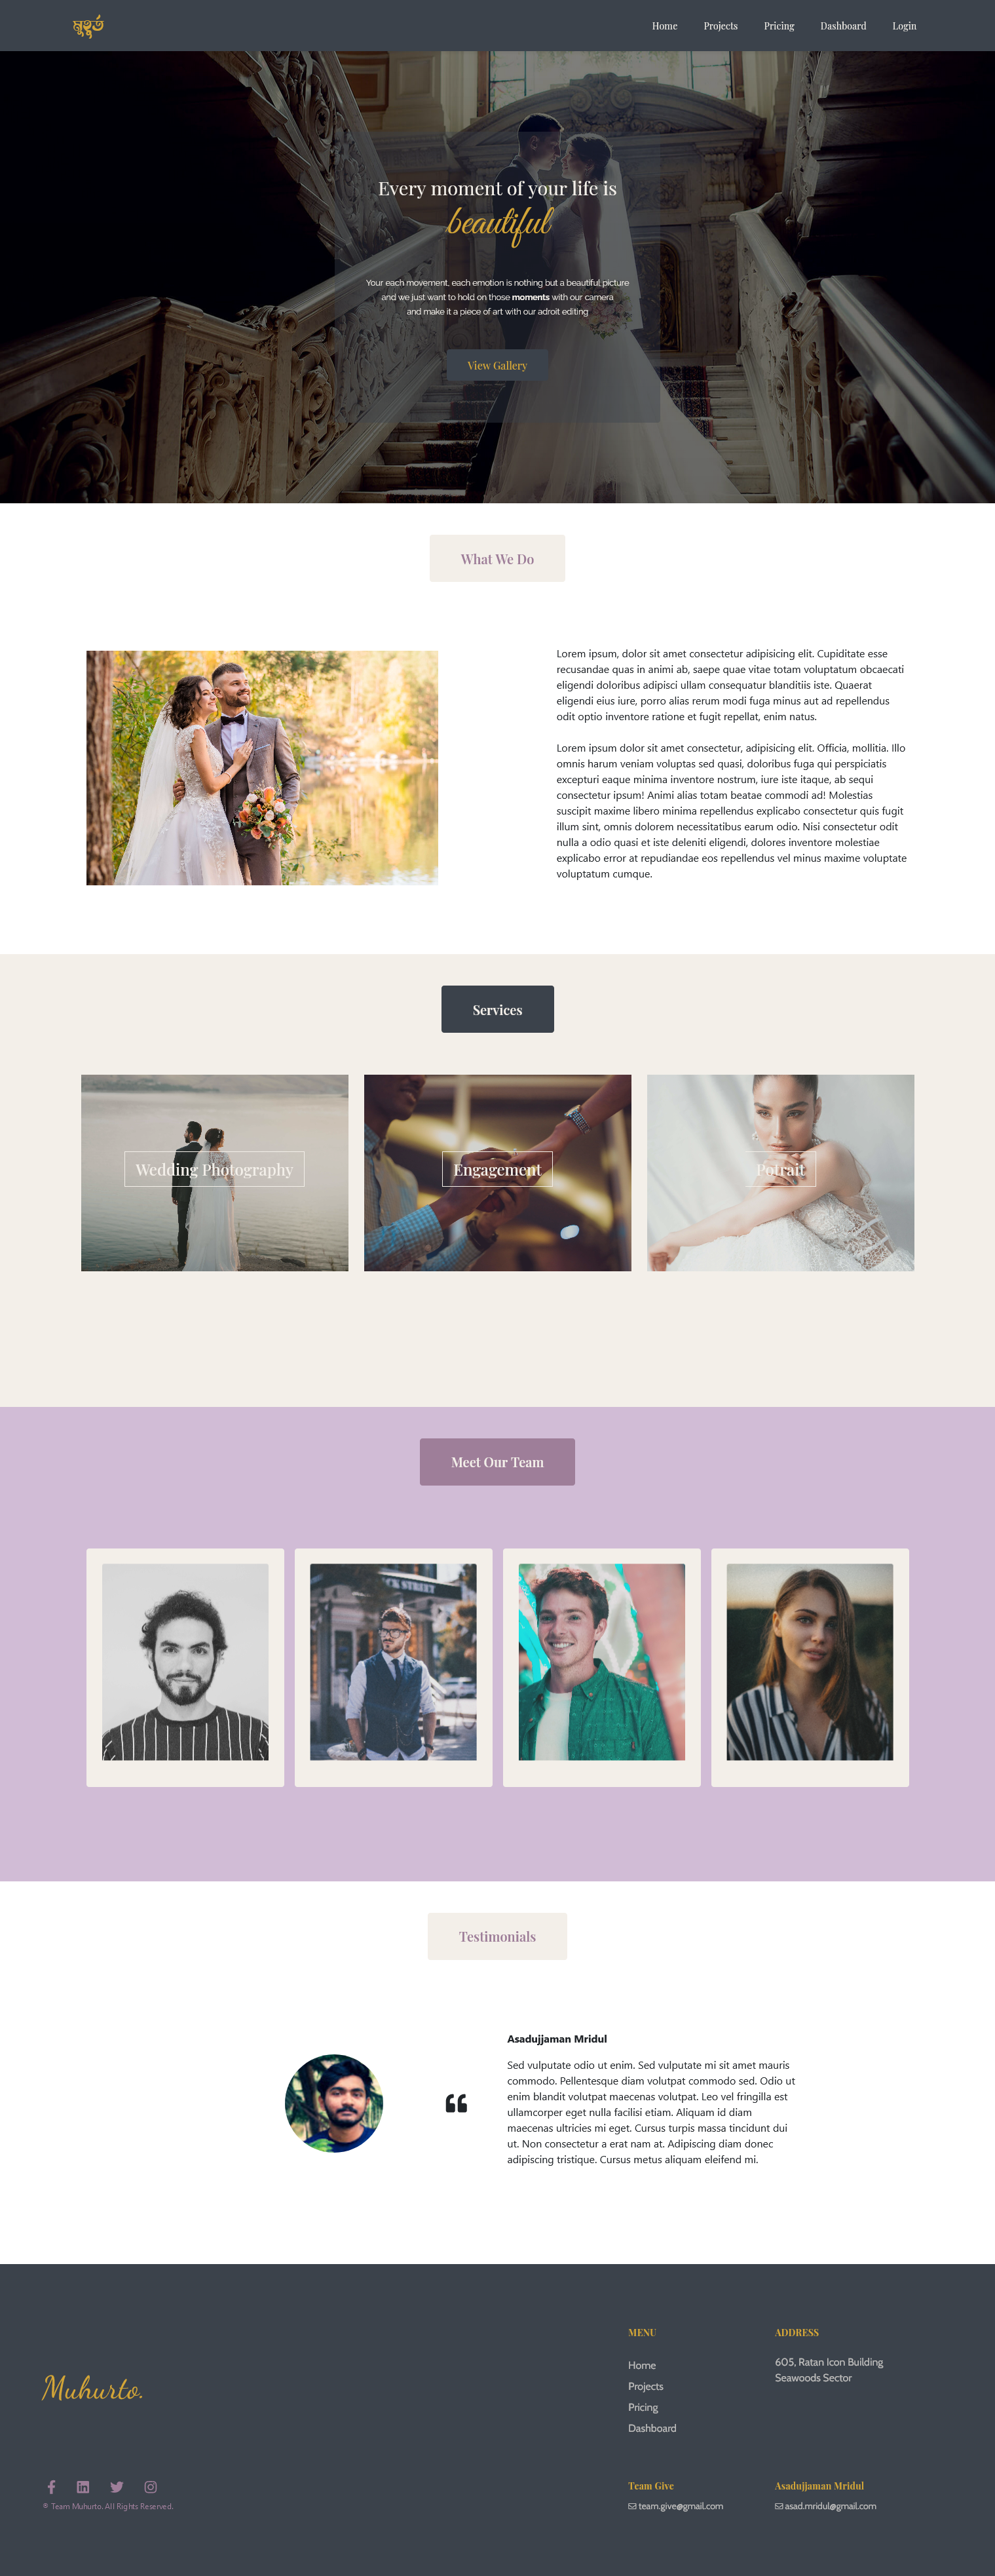 মুহূর্ত
Home Projects Pricing Dashboard Login
Every moment of your life is
beautiful
Your each movement, each emotion is nothing but a beautiful picture
and we just want to hold on those moments with our camera
and make it a piece of art with our adroit editing
View Gallery
What We Do
Lorem ipsum, dolor sit amet consectetur adipisicing elit. Cupiditate esse
recusandae quas in animi ab, saepe quae vitae totam voluptatum obcaecati
eligendi doloribus adipisci ullam consequatur blanditiis iste. Quaerat
eligendi eius iure, porro alias rerum modi fuga minus aut ad repellendus
odit optio inventore ratione et fugit repellat, enim natus.
Lorem ipsum dolor sit amet consectetur, adipisicing elit. Officia, mollitia. Illo
omnis harum veniam voluptas sed quasi, doloribus fuga qui perspiciatis
excepturi eaque minima inventore nostrum, iure iste itaque, ab sequi
consectetur ipsum! Animi alias totam beatae commodi ad! Molestias
suscipit maxime libero minima repellendus explicabo consectetur quis fugit
illum sint, omnis dolorem necessitatibus earum odio. Nisi consectetur odit
nulla a odio quasi et iste deleniti eligendi, dolores inventore molestiae
explicabo error at repudiandae eos repellendus vel minus maxime voluptate
voluptatum cumque.
Services
Wedding Photography
Engagement
Potrait
Meet Our Team
CK STREET
Testimonials
Asadujjaman Mridul
Sed vulputate odio ut enim. Sed vulputate mi sit amet mauris
commodo. Pellentesque diam volutpat commodo sed. Odio ut
enim blandit volutpat maecenas volutpat. Leo vel fringilla est
ullamcorper eget nulla facilisi etiam. Aliquam id diam
maecenas ultricies mi eget. Cursus turpis massa tincidunt dui
ut. Non consectetur a erat nam at. Adipiscing diam donec
adipiscing tristique. Cursus metus aliquam eleifend mi.
Muhurto.
® Team Muhurto. All Rights Reserved.
MENU
Home
Projects
Pricing
Dashboard
ADDRESS
605, Ratan Icon Building
Seawoods Sector
Team Give
team.give@gmail.com
Asadujjaman Mridul
asad.mridul@gmail.com